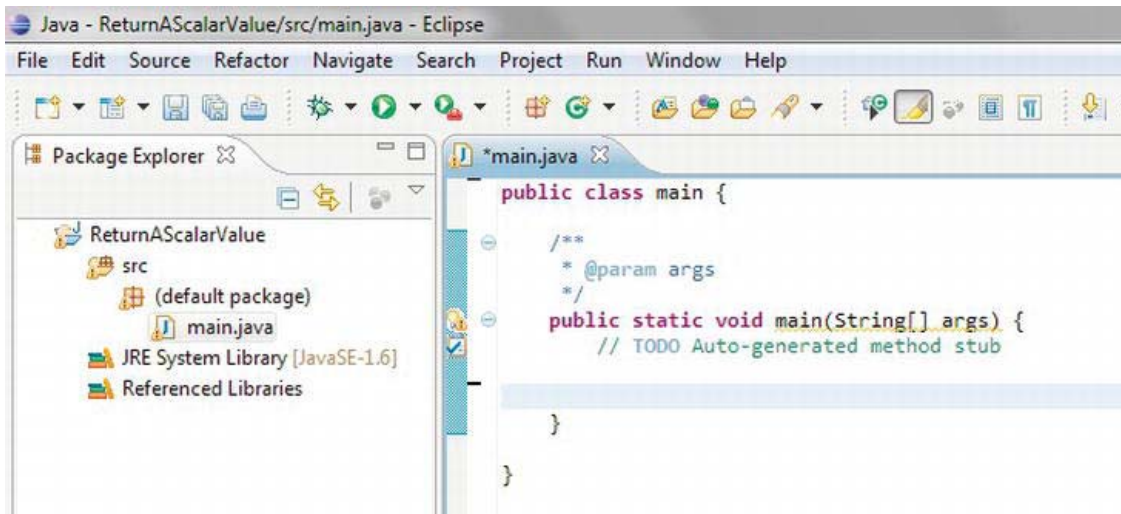 Java - ReturnAScalarValue/src/main.java - Eclipse
File Edit Source Refactor Navigate Search Project Run Window Help
Package Explorer
ReturnAScalarValue
src
(default package)
main.java
JRE System Library [JavaSE-1.6]
Referenced Libraries
*main.java
public class main {
/**
* @param args
*/
public static void main(String[] args) {
// TODO Auto-generated method stub
}
}